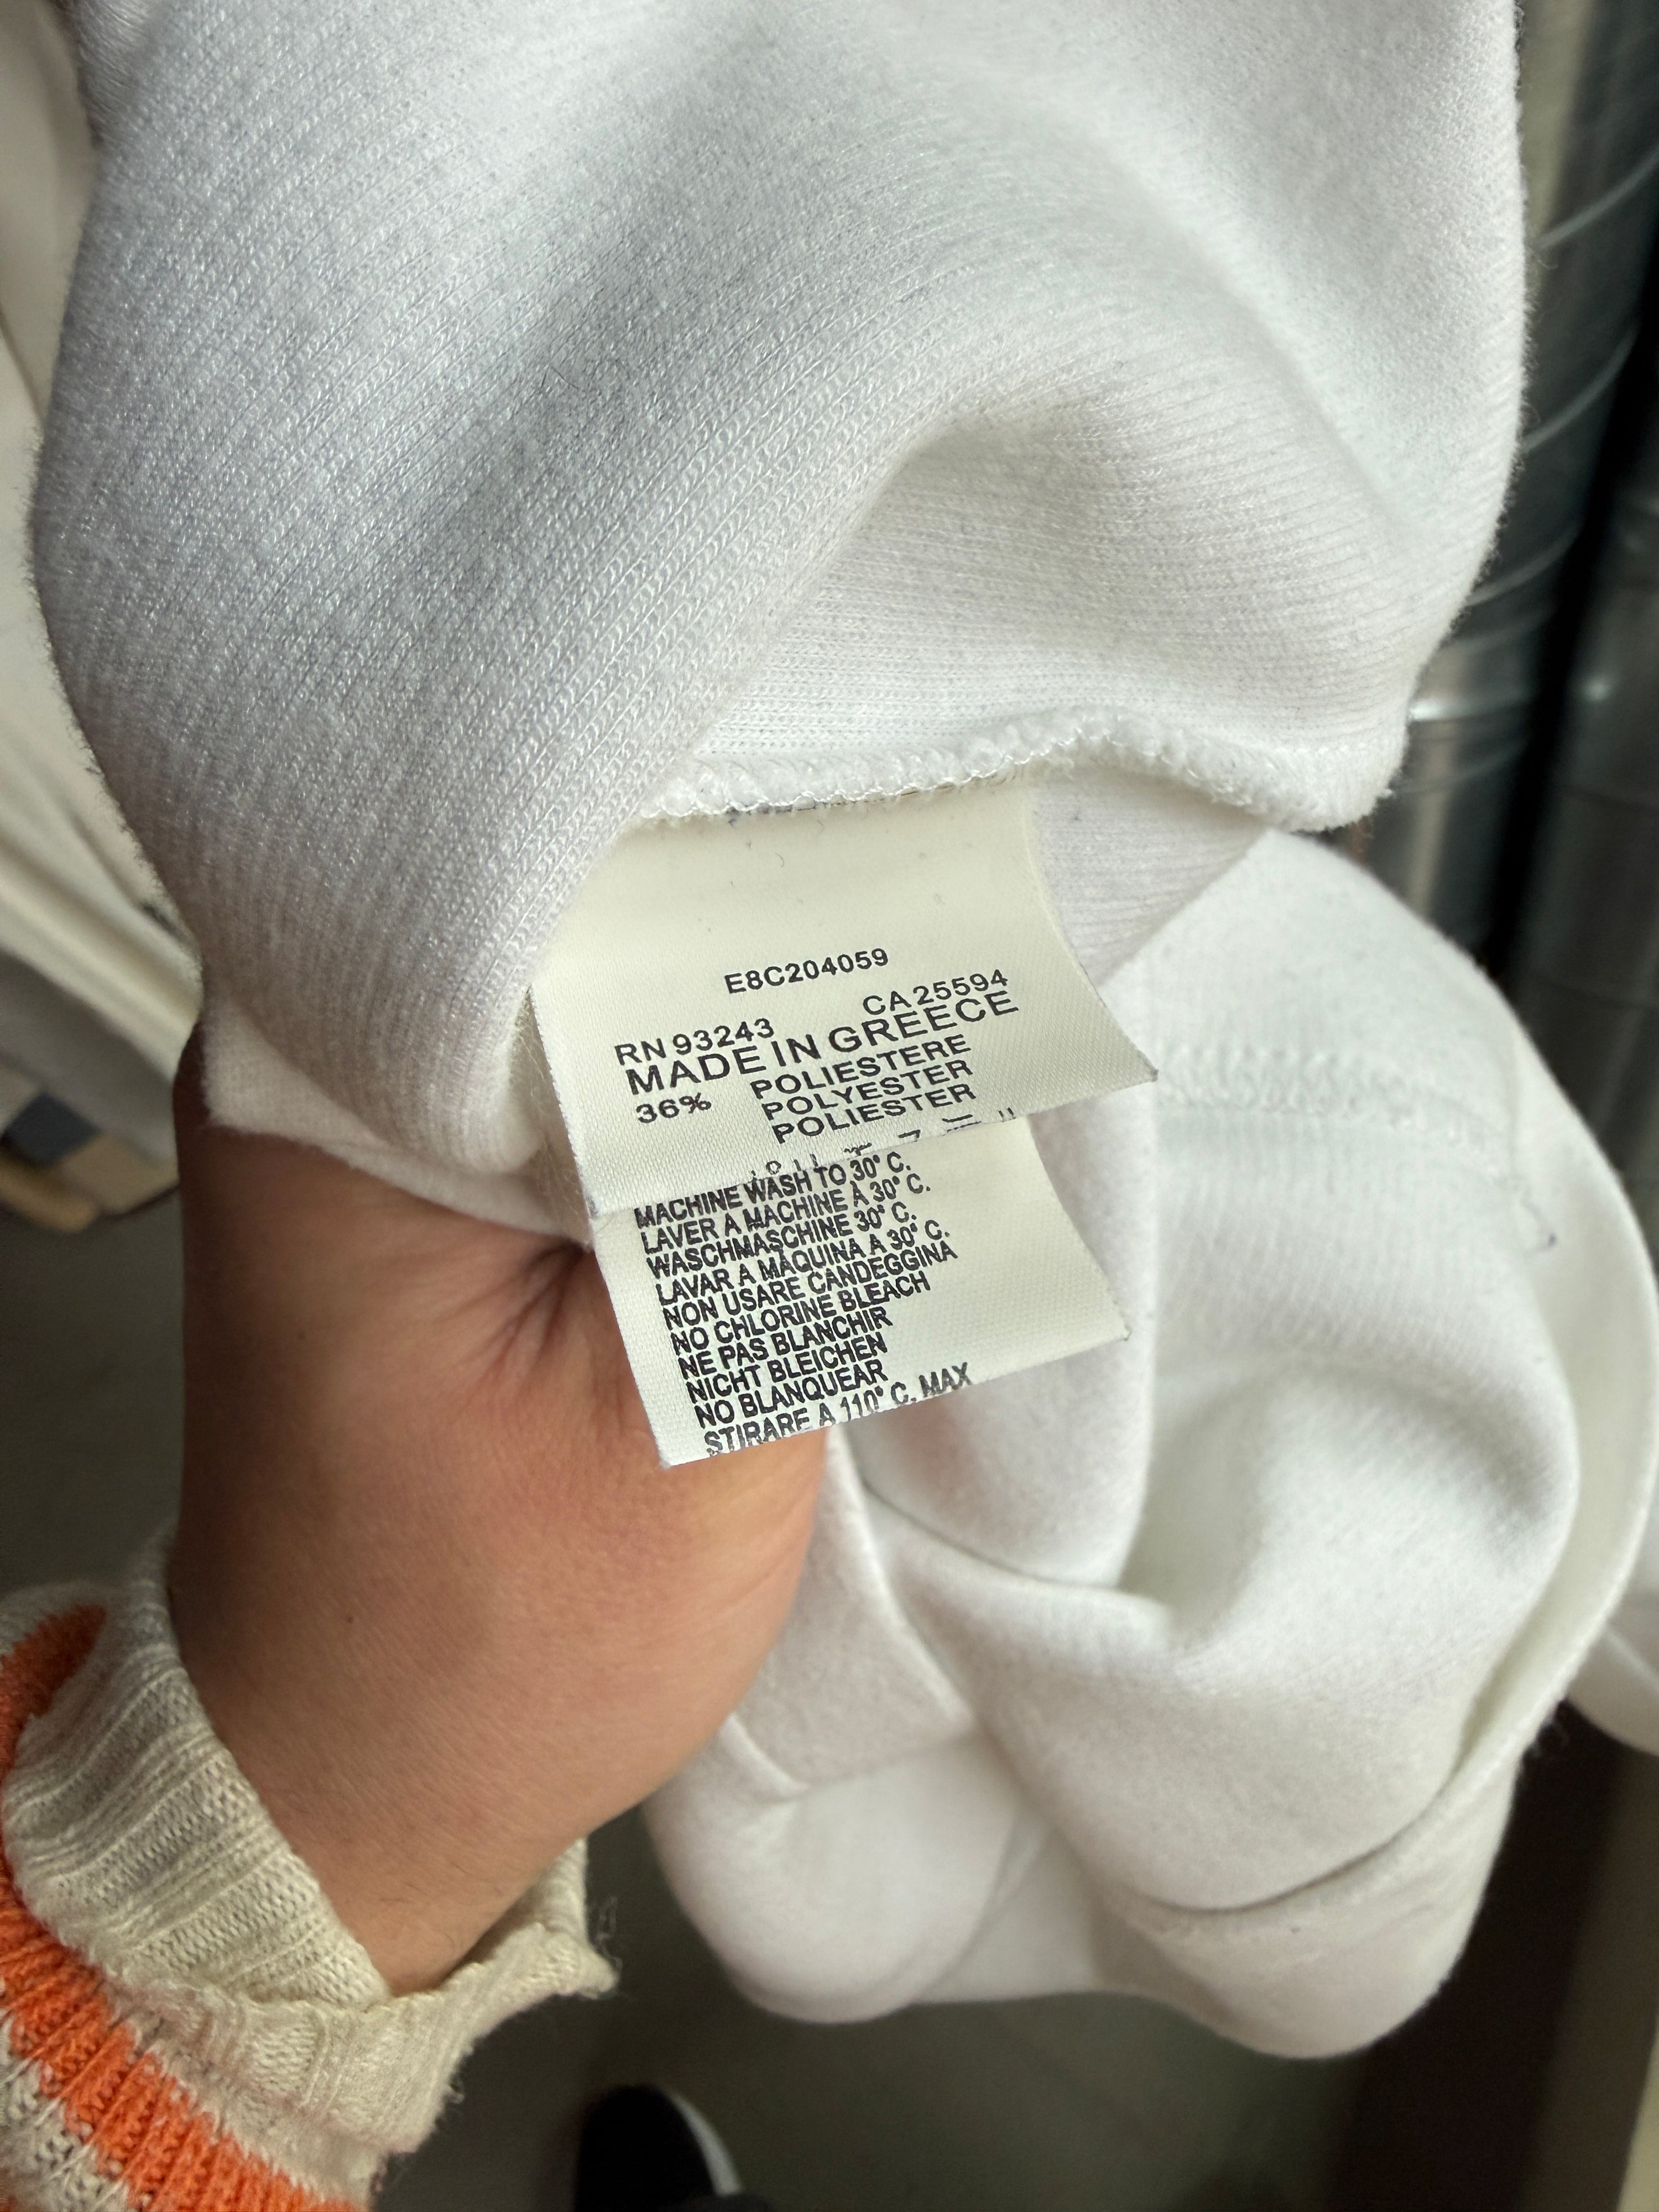 E8C204059
RN 93243 CA 25594
MADE IN GREECE
36% POLIESTERE
POLYESTER
POLIESTER
MACHINE WASH TO 30° C.
LAVER A MACHINE À 30° C.
WASCHMASCHINE 30° C.
LAVAR A MÁQUINA A 30° C.
NON USARE CANDEGGINA
NO CHLORINE BLEACH
NE PAS BLANCHIR
NICHT BLEICHEN
NO BLANQUEAR
STIRARE A 110° C. MAX